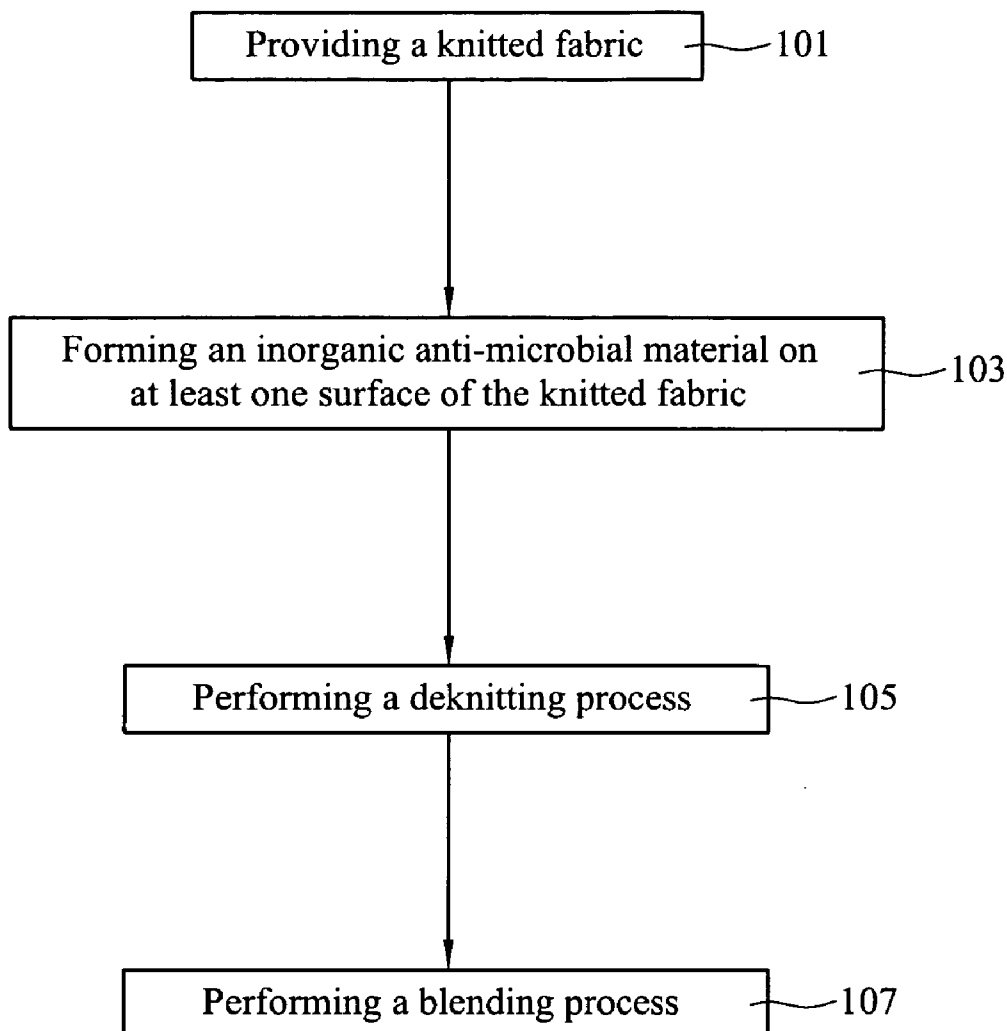 Providing a knitted fabric 101
Forming an inorganic anti-microbial material on
at least one surface of the knitted fabric 103
Performing a deknitting process 105
Performing a blending process 107